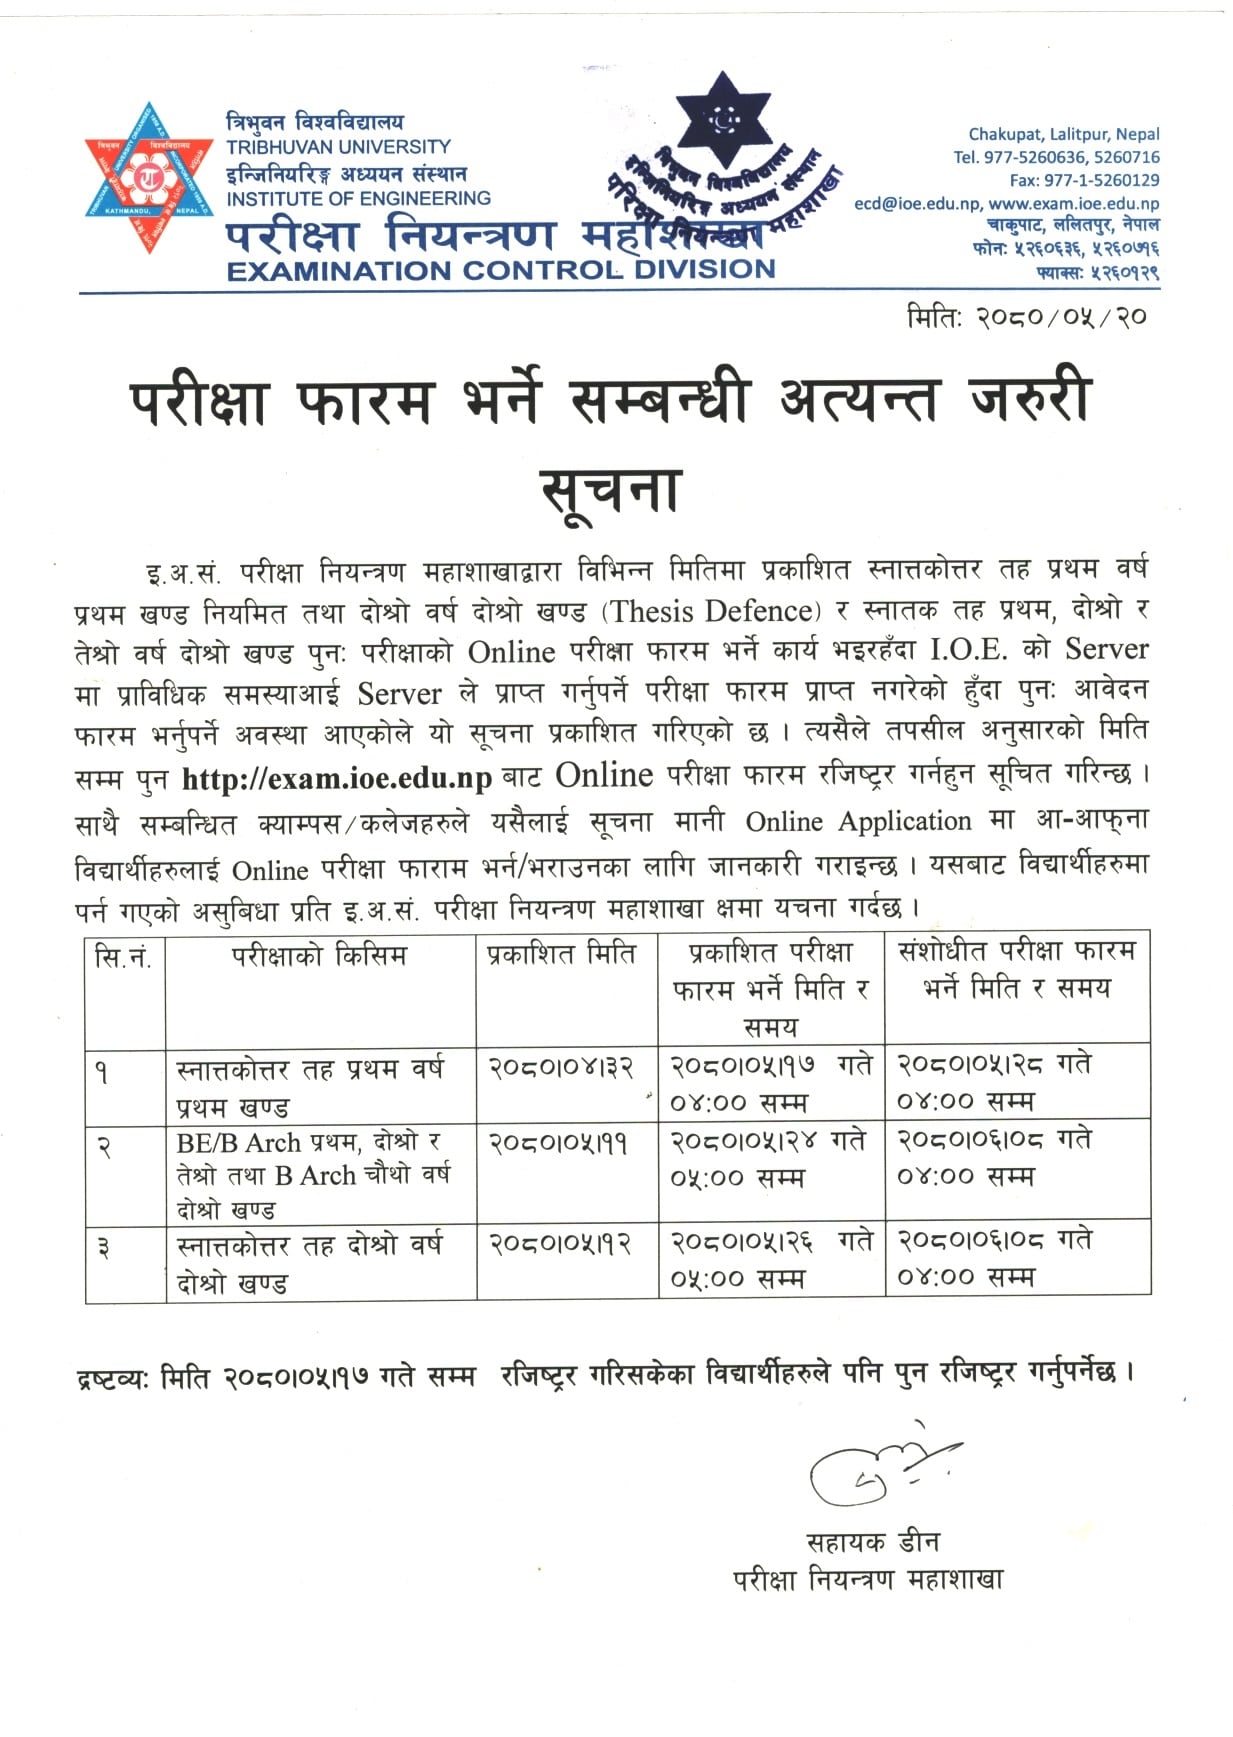 त्रिभुवन विश्वविद्यालय
TRIBHUVAN UNIVERSITY
इन्जिनियरिङ्ग अध्ययन संस्थान
INSTITUTE OF ENGINEERING
परीक्षा नियन्त्रण महाशाखा
EXAMINATION CONTROL DIVISION
त्रिभुवन विश्वविद्यालय
इन्जिनियरिङ्ग अध्ययन संस्थान
परीक्षा नियन्त्रण महाशाखा
Chakupat, Lalitpur, Nepal
Tel. 977-5260636, 5260716
Fax: 977-1-5260129
ecd@ioe.edu.np, www.exam.ioe.edu.np
चाकुपाट, ललितपुर, नेपाल
फोनः ५२६०६३६, ५२६०७१६
फ्याक्सः ५२६०१२९
मितिः २०८०/०५/२०
परीक्षा फारम भर्ने सम्बन्धी अत्यन्त जरुरी
सूचना
इ.अ.सं. परीक्षा नियन्त्रण महाशाखाद्वारा विभिन्न मितिमा प्रकाशित स्नात्तकोत्तर तह प्रथम वर्ष
प्रथम खण्ड नियमित तथा दोश्रो वर्ष दोश्रो खण्ड (Thesis Defence) र स्नातक तह प्रथम, दोश्रो र
तेश्रो वर्ष दोश्रो खण्ड पुनः परीक्षाको Online परीक्षा फारम भर्ने कार्य भइरहँदा I.O.E. को Server
मा प्राविधिक समस्याआई Server ले प्राप्त गर्नुपर्ने परीक्षा फारम प्राप्त नगरेको हुँदा पुनः आवेदन
फारम भर्नुपर्ने अवस्था आएकोले यो सूचना प्रकाशित गरिएको छ । त्यसैले तपसील अनुसारको मिति
सम्म पुन http://exam.ioe.edu.np बाट Online परीक्षा फारम रजिष्ट्रर गर्नहुन सूचित गरिन्छ ।
साथै सम्बन्धित क्याम्पस/कलेजहरुले यसैलाई सूचना मानी Online Application मा आ-आफ्ना
विद्यार्थीहरुलाई Online परीक्षा फाराम भर्न/भराउनका लागि जानकारी गराइन्छ । यसबाट विद्यार्थीहरुमा
पर्न गएको असुबिधा प्रति इ.अ.सं. परीक्षा नियन्त्रण महाशाखा क्षमा यचना गर्दछ ।
सि.नं. परीक्षाको किसिम प्रकाशित मिति प्रकाशित परीक्षा संशोधीत परीक्षा फारम
फारम भर्ने मिति र भर्ने मिति र समय
समय
१ स्नात्तकोत्तर तह प्रथम वर्ष २०८०।०४।३२ २०८०।०५।१७ गते २०८०।०५।२८ गते
प्रथम खण्ड ०४:०० सम्म ०४:०० सम्म
२ BE/B Arch प्रथम, दोश्रो र २०८०।०५।११ २०८०।०५।२४ गते २०८०।०६।०८ गते
तेश्रो तथा B Arch चौथो वर्ष ०५:०० सम्म ०४:०० सम्म
दोश्रो खण्ड
३ स्नात्तकोत्तर तह दोश्रो वर्ष २०८०।०५।१२ २०८०।०५।२६ गते २०८०।०६।०८ गते
दोश्रो खण्ड ०५:०० सम्म ०४:०० सम्म
द्रष्टव्यः मिति २०८०।०५।१७ गते सम्म रजिष्ट्रर गरिसकेका विद्यार्थीहरुले पनि पुन रजिष्ट्रर गर्नुपर्नेछ ।
सहायक डीन
परीक्षा नियन्त्रण महाशाखा